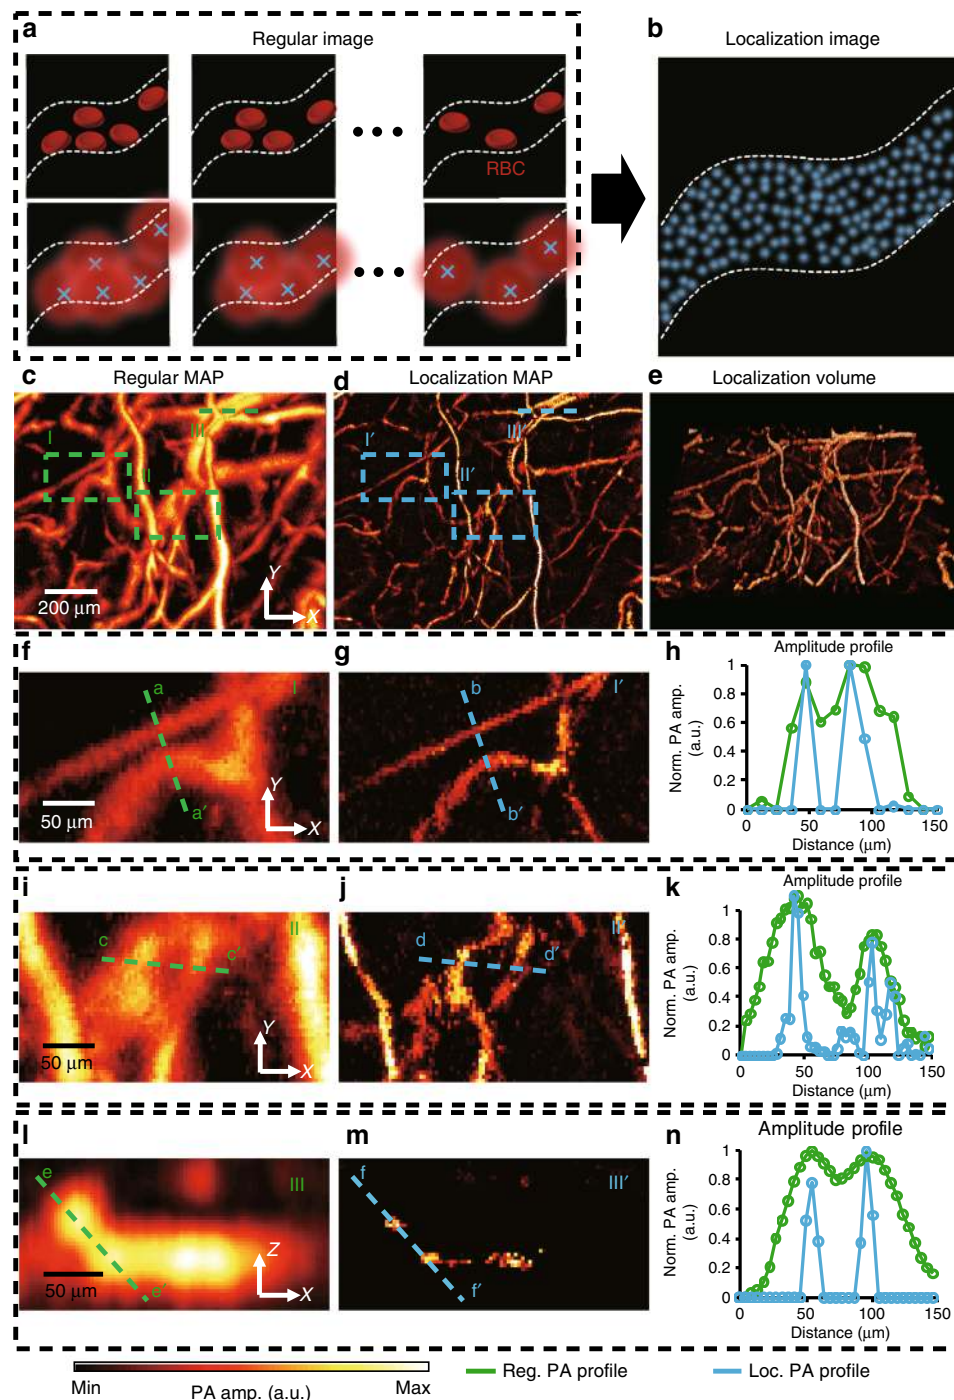 a
Regular image
RBC
b
Localization image
c
Regular MAP
I
II
III
200 μm
Y
X
d
Localization MAP
I′
II′
III′
e
Localization volume
f
a
a′
I
50 μm
Y
X
g
b
b′
I′
h
Amplitude profile
Norm. PA amp.
(a.u.)
1
0.8
0.6
0.4
0.2
0
0 50 100 150
Distance (μm)
i
c
c′
II
50 μm
Y
X
j
d
d′
II′
k
Amplitude profile
Norm. PA amp.
(a.u.)
1
0.8
0.6
0.4
0.2
0
0 50 100 150
Distance (μm)
l
e
e′
III
50 μm
Z
X
m
f
f′
III′
n
Amplitude profile
Norm. PA amp.
(a.u.)
1
0.8
0.6
0.4
0.2
0
0 50 100 150
Distance (μm)
Min
PA amp. (a.u.)
Max
Reg. PA profile
Loc. PA profile